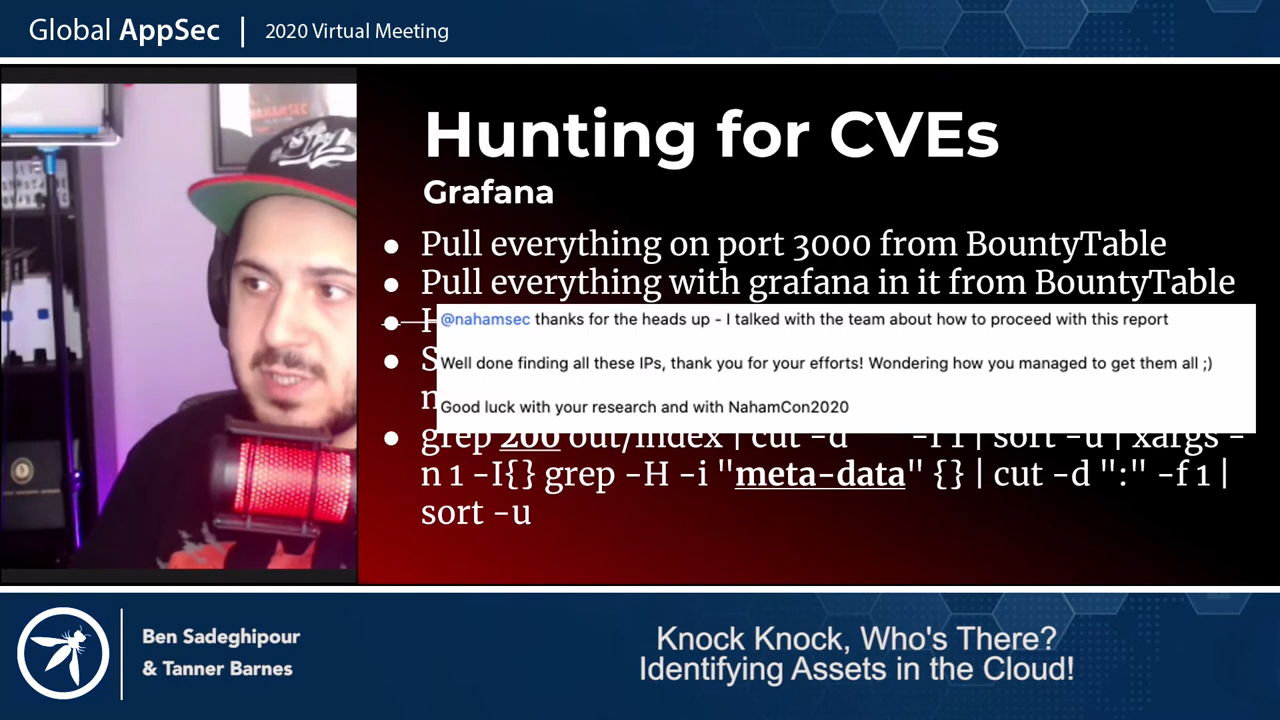 Global AppSec | 2020 Virtual Meeting
NAHAMSEC
Hunting for CVEs
Grafana
● Pull everything on port 3000 from BountyTable
● Pull everything with grafana in it from BountyTable
@nahamsec thanks for the heads up - I talked with the team about how to proceed with this report
Well done finding all these IPs, thank you for your efforts! Wondering how you managed to get them all ;)
Good luck with your research and with NahamCon2020
● grep 200 out/index | cut -d -f 1 | sort -u | xargs -
n 1 -I{} grep -H -i "meta-data" {} | cut -d ":" -f 1 |
sort -u
Ben Sadeghipour
& Tanner Barnes
Knock Knock, Who's There?
Identifying Assets in the Cloud!